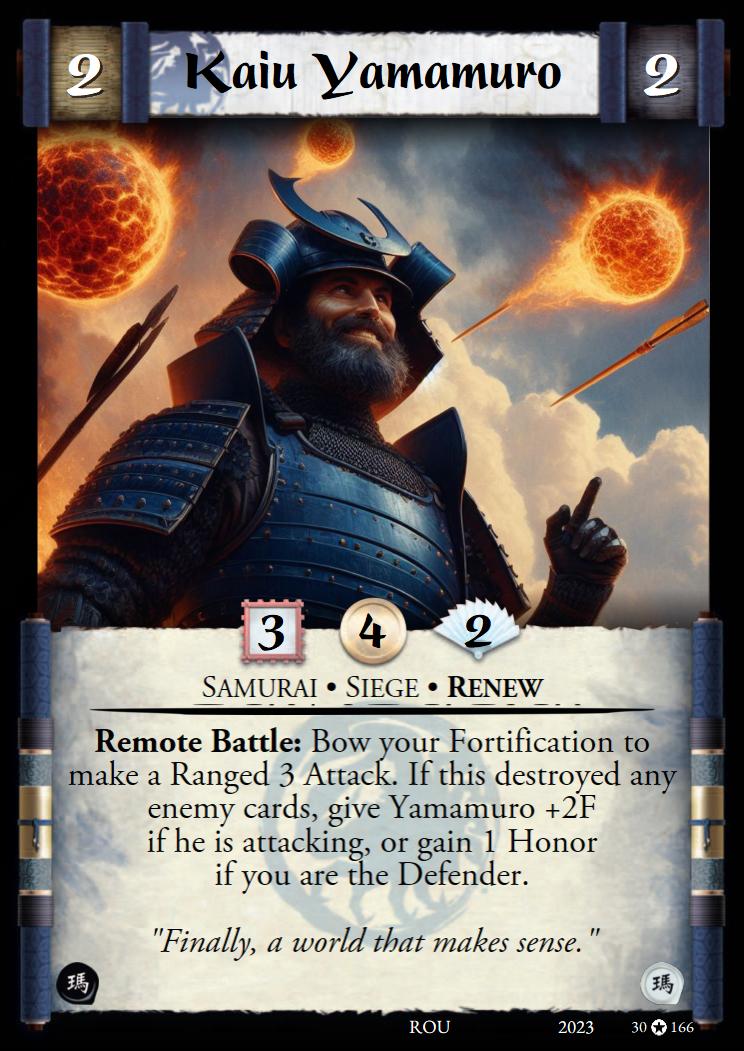 2 Kaiu Yamamuro 2
3 4 2
SAMURAI • SIEGE • RENEW
Remote Battle: Bow your Fortification to
make a Ranged 3 Attack. If this destroyed any
enemy cards, give Yamamuro +2F
if he is attacking, or gain 1 Honor
if you are the Defender.
"Finally, a world that makes sense."
瑪 瑪
ROU 2023 30 ✪ 166